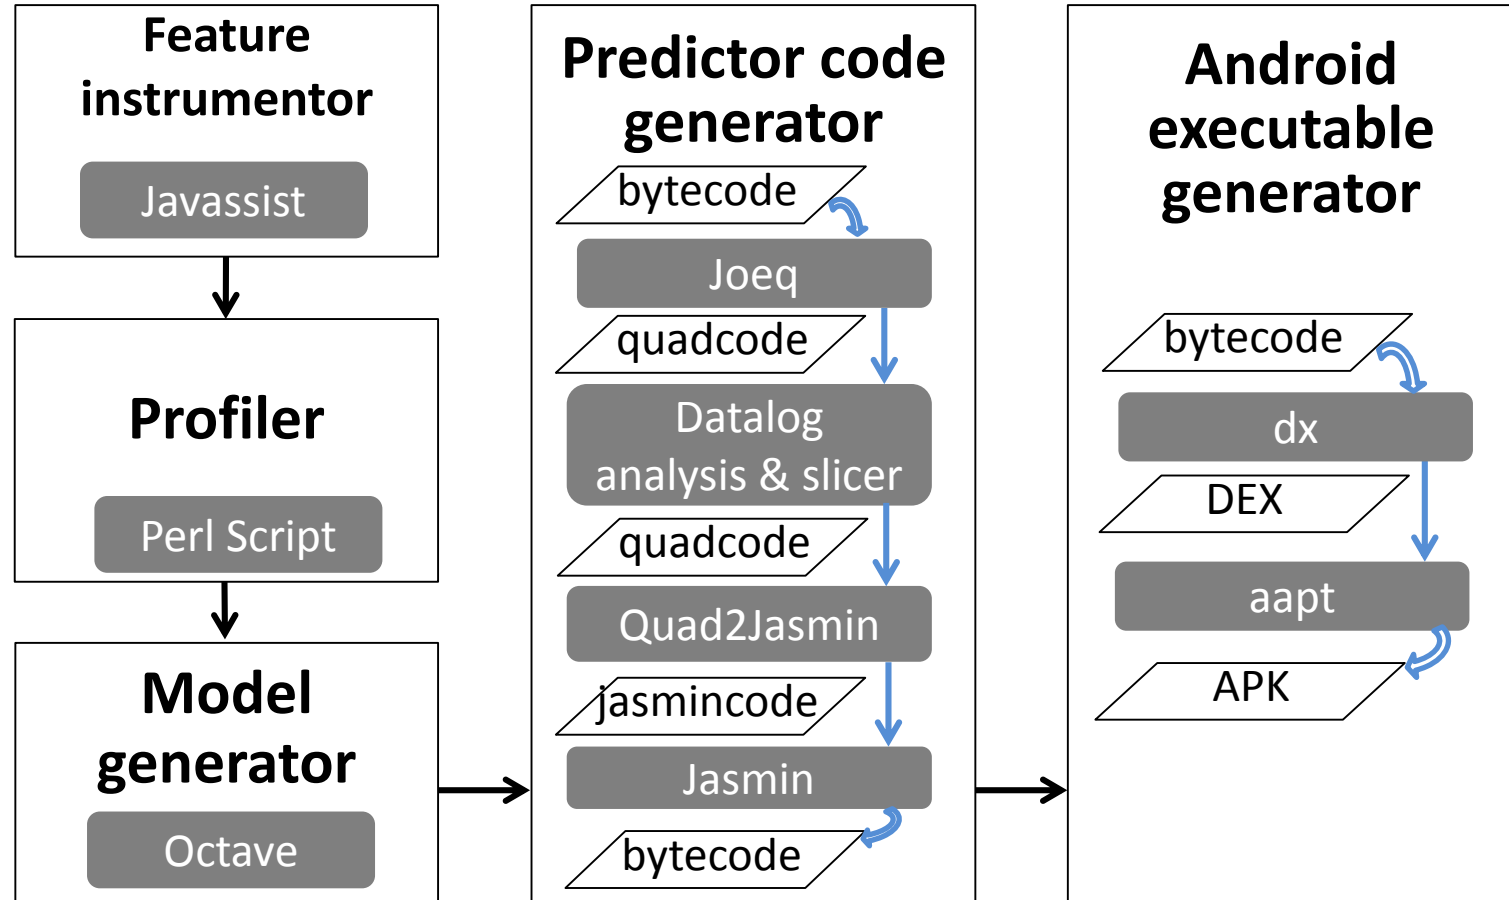 Feature
instrumentor
Javassist
Profiler
Perl Script
Model
generator
Octave
Predictor code
generator
bytecode
Joeq
quadcode
Datalog
analysis & slicer
quadcode
Quad2Jasmin
jasmincode
Jasmin
bytecode
Android
executable
generator
bytecode
dx
DEX
aapt
APK